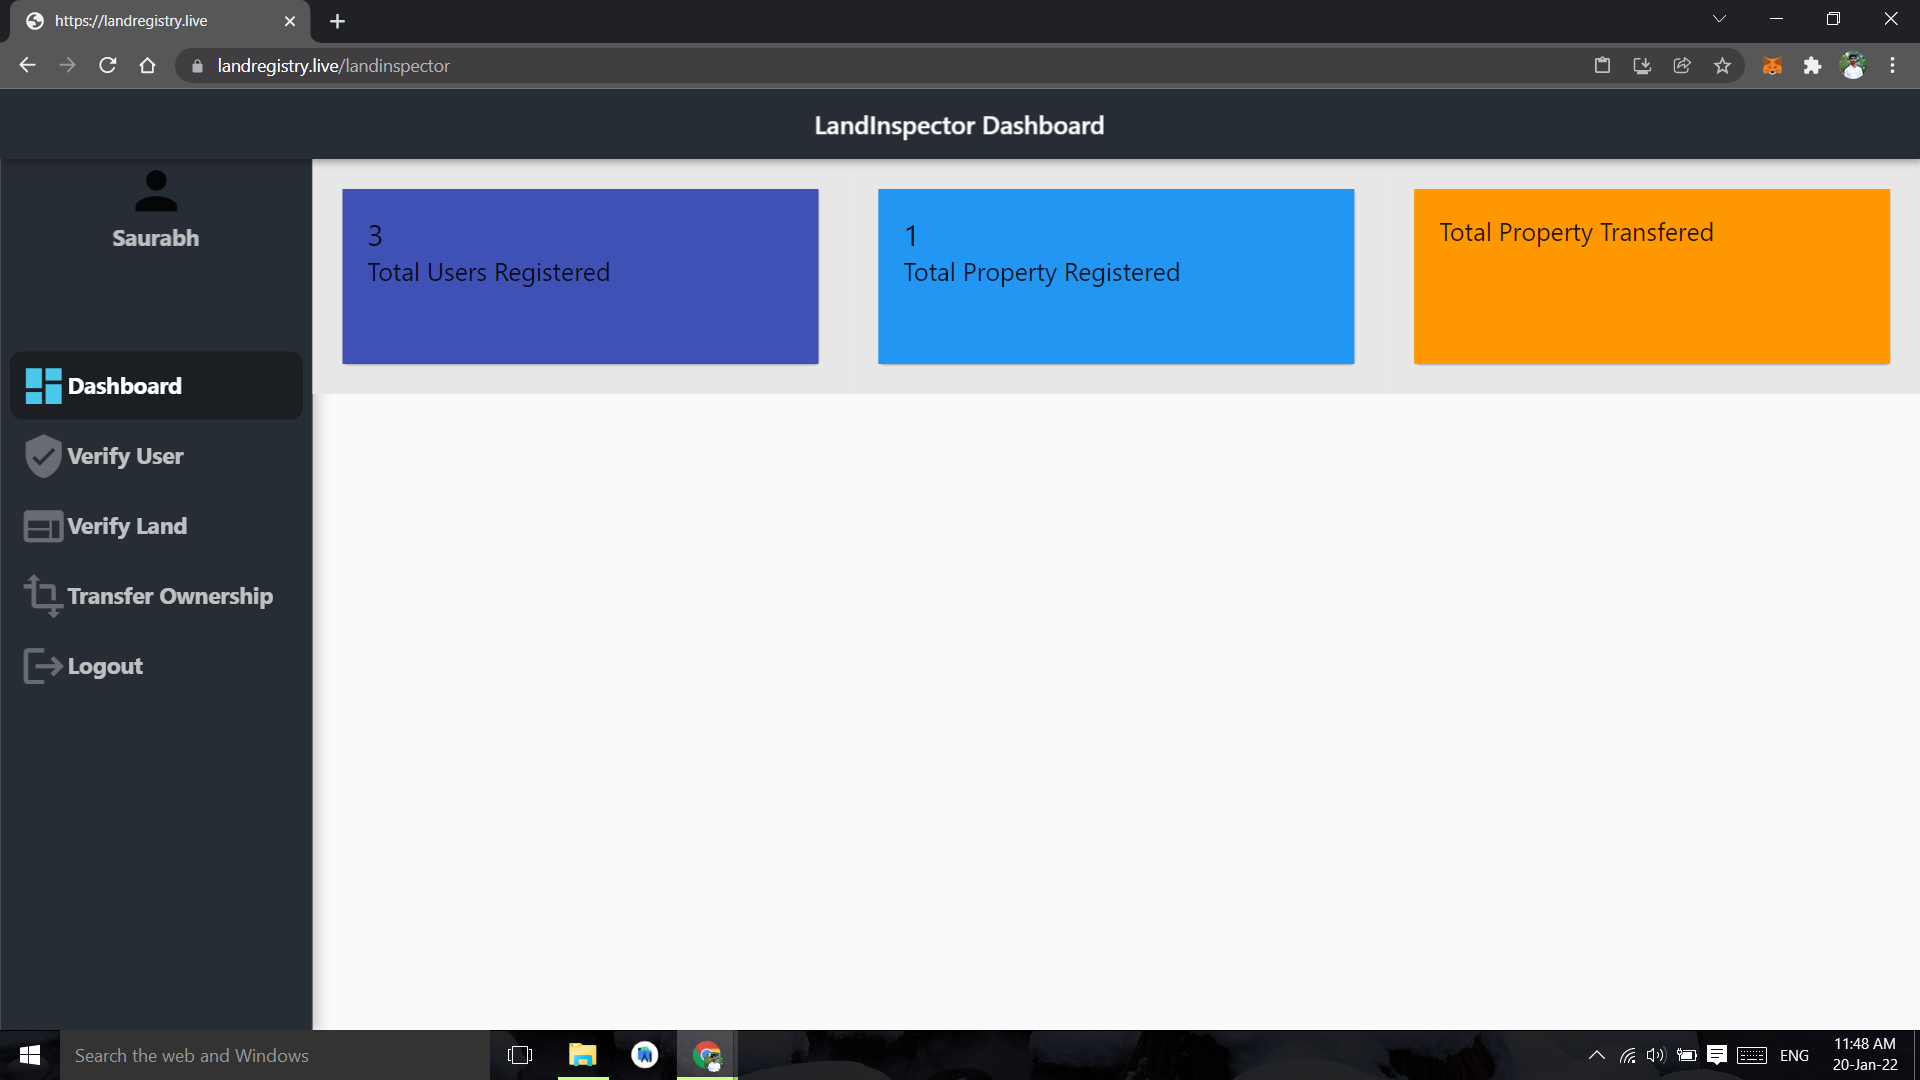 https://landregistry.live
landregistry.live/landinspector
LandInspector Dashboard
Saurabh
Dashboard
Verify User
Verify Land
Transfer Ownership
Logout
3
Total Users Registered
1
Total Property Registered
Total Property Transfered
Search the web and Windows
ENG
11:48 AM
20-Jan-22